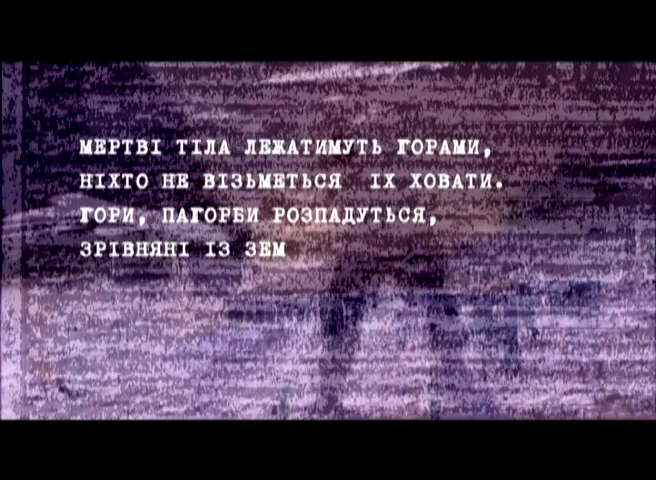 МЕРТВІ ТІЛА ЛЕЖАТИМУТЬ ГОРАМИ,
НІХТО НЕ ВІЗЬМЕТЬСЯ ЇХ ХОВАТИ.
ГОРИ, ПАГОРБИ РОЗПАДУТЬСЯ,
ЗРІВНЯНІ ІЗ ЗЕМ